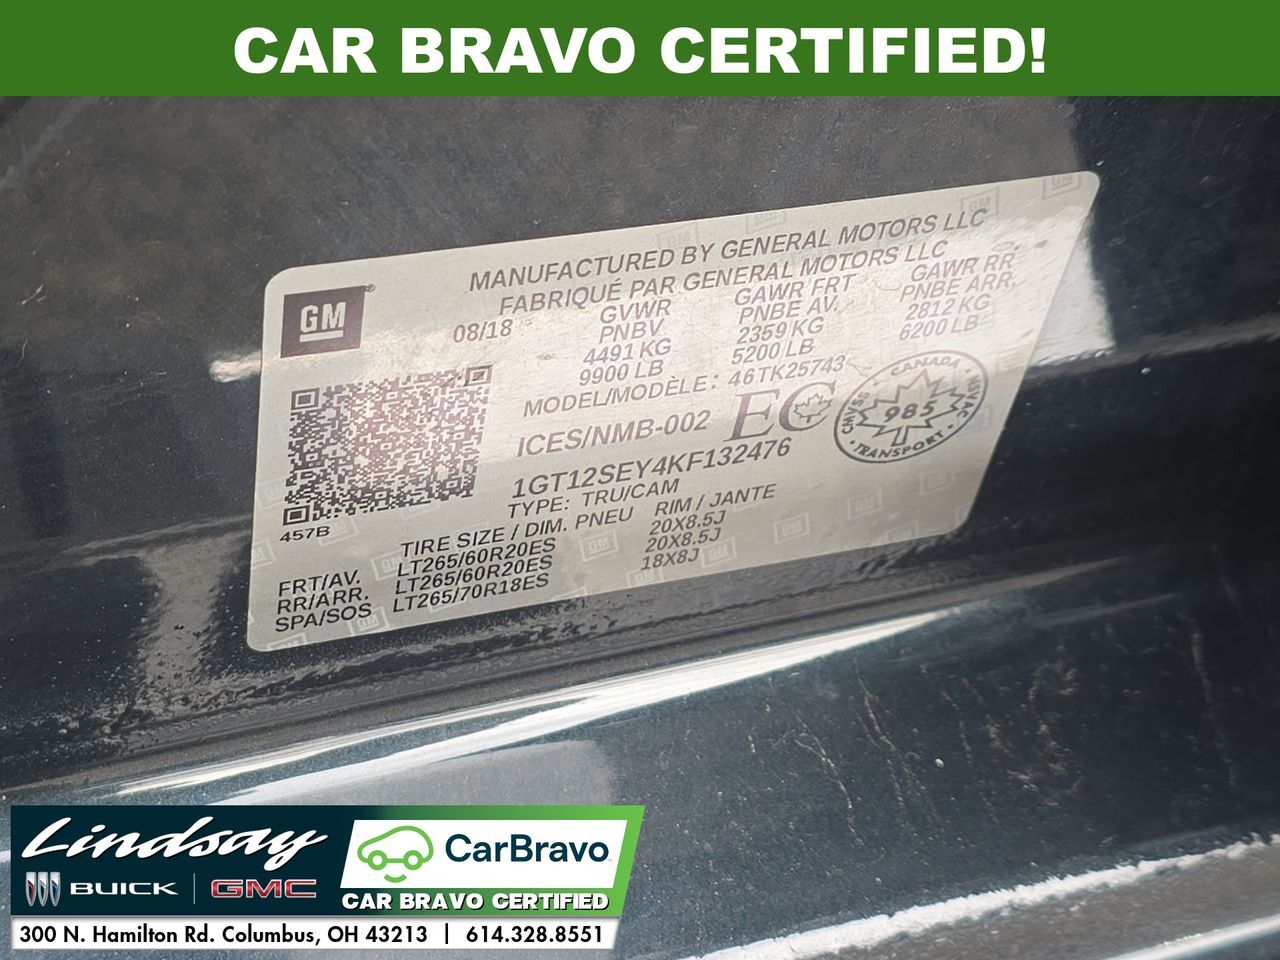 CAR BRAVO CERTIFIED!
GM
MANUFACTURED BY GENERAL MOTORS LLC
FABRIQUÉ PAR GENERAL MOTORS LLC
08/18
GVWR GAWR FRT GAWR RR
PNBV PNBE AV. PNBE ARR.
4491 KG 2359 KG 2812 KG
9900 LB 5200 LB 6200 LB
MODEL/MODÈLE: 46TK25743
ICES/NMB-002 EC
CANADA
CMVSS 985 NSVAC
TRANSPORT
1GT12SEY4KF132476
TYPE: TRU/CAM
457B
TIRE SIZE / DIM. PNEU RIM / JANTE
FRT/AV. LT265/60R20ES 20X8.5J
RR/ARR. LT265/60R20ES 20X8.5J
SPA/SOS LT265/70R18ES 18X8J
Lindsay
BUICK | GMC
CarBravo
CAR BRAVO CERTIFIED
300 N. Hamilton Rd. Columbus, OH 43213 | 614.328.8551